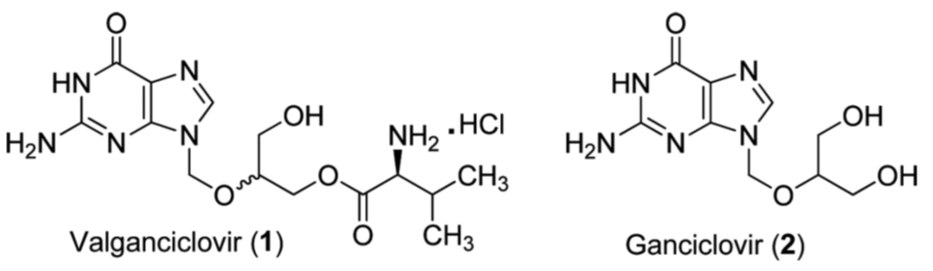 O
HN
N
H₂N
N
N
OH
O
O
O
NH₂
·HCl
CH₃
CH₃
Valganciclovir (1)
O
HN
N
H₂N
N
N
OH
O
OH
Ganciclovir (2)